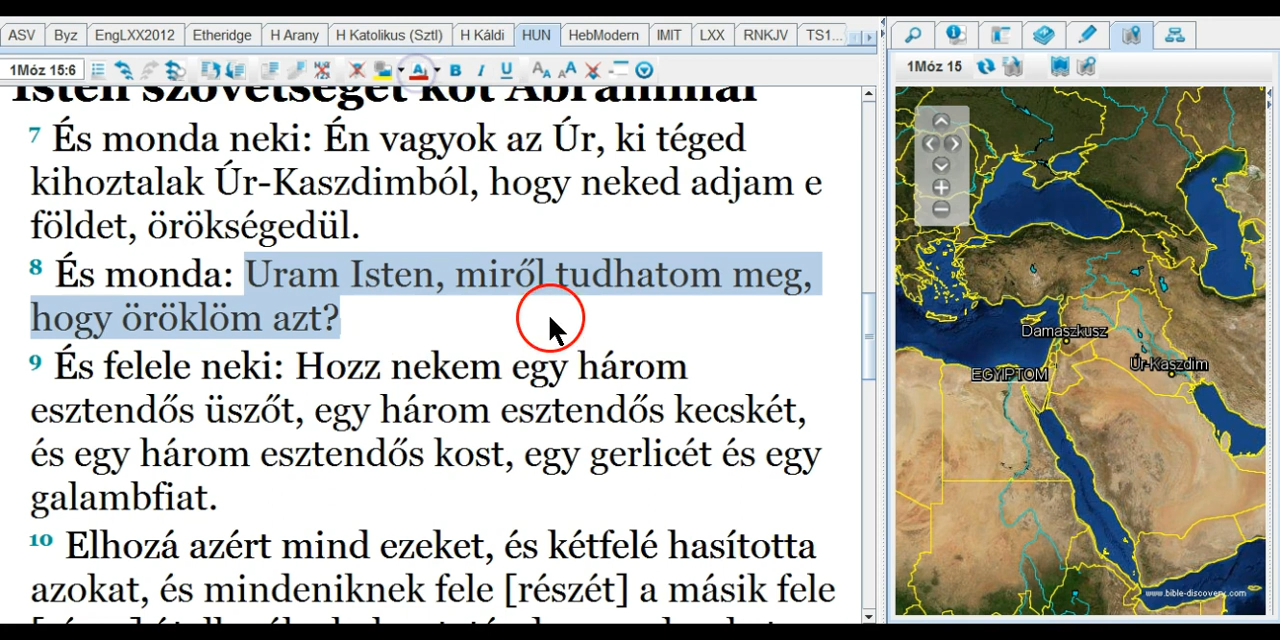 ASV Byz EngLXX2012 Etheridge H Arany H Katolikus (SztI) H Káldi HUN HebModern IMIT LXX RNKJV TS1...
1Móz 15:6
Isten szövetséget köt Ábrámmal
7 És monda neki: Én vagyok az Úr, ki téged
kihoztalak Úr-Kaszdimból, hogy neked adjam e
földet, örökségedül.
8 És monda: Uram Isten, miről tudhatom meg,
hogy öröklöm azt?
9 És felele neki: Hozz nekem egy három
esztendős üszőt, egy három esztendős kecskét,
és egy három esztendős kost, egy gerlicét és egy
galambfiat.
10 Elhozá azért mind ezeket, és kétfelé hasította
azokat, és mindeniknek fele [részét] a másik fele
1Móz 15
Damaszkusz
Úr-Kaszdim
EGYIPTOM
www.bible-discovery.com